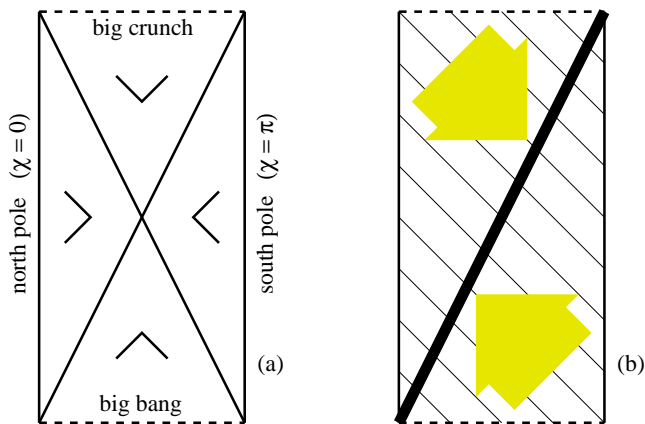 big crunch
north pole (χ = 0)
south pole (χ = π)
big bang
(a)
(b)